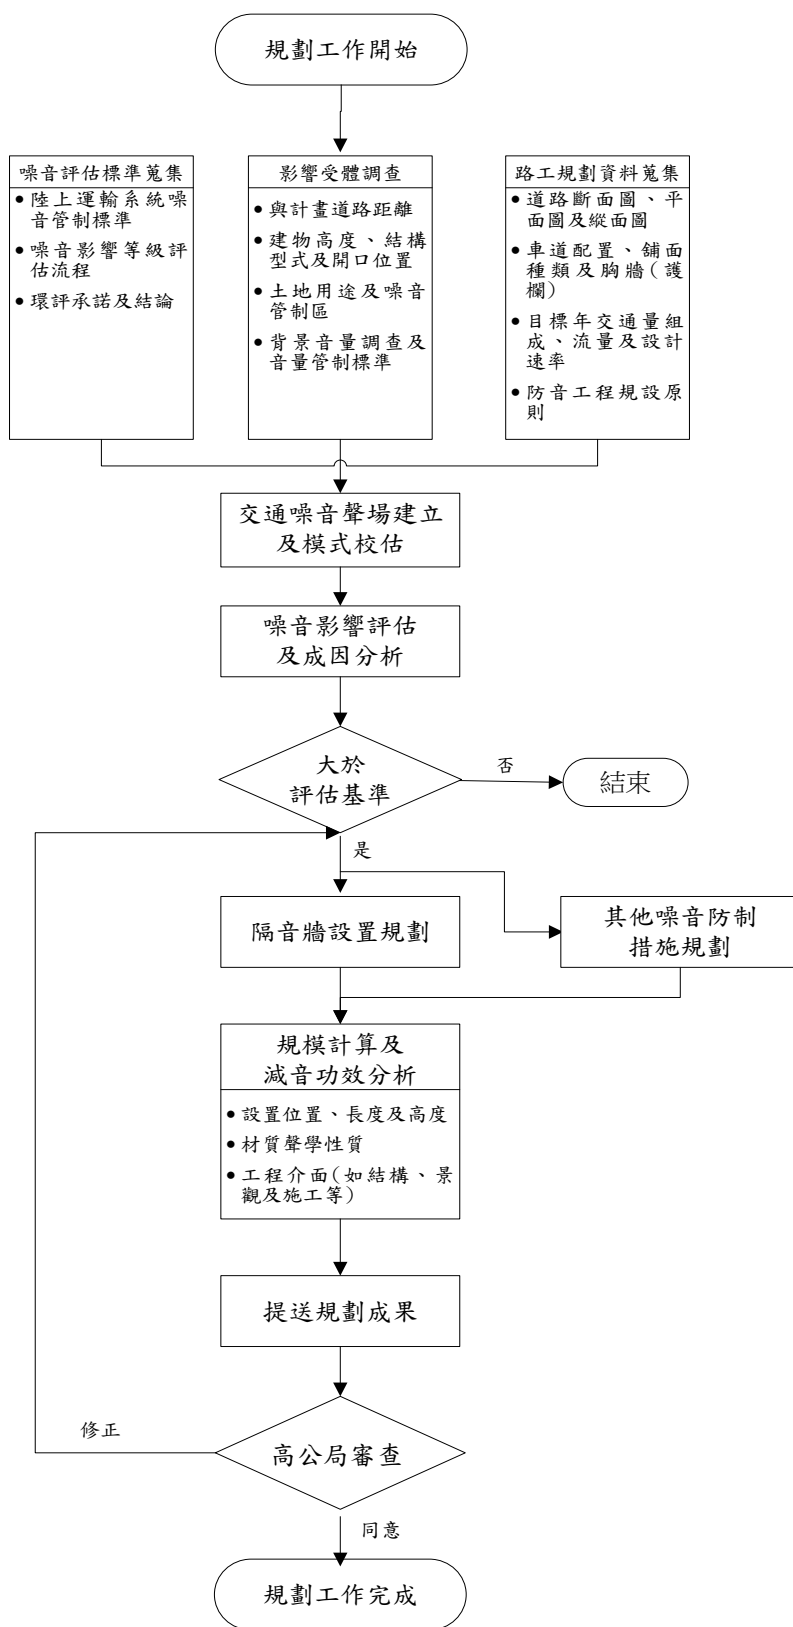 規劃工作開始
噪音評估標準蒐集
• 陸上運輸系統噪
音管制標準
• 噪音影響等級評
估流程
• 環評承諾及結論
影響受體調查
• 與計畫道路距離
• 建物高度、結構
型式及開口位置
• 土地用途及噪音
管制區
• 背景音量調查及
音量管制標準
路工規劃資料蒐集
• 道路斷面圖、平
面圖及縱面圖
• 車道配置、舖面
種類及胸牆(護
欄)
• 目標年交通量組
成、流量及設計
速率
• 防音工程規設原
則
交通噪音聲場建立
及模式校估
噪音影響評估
及成因分析
大於
評估基準
否
結束
是
隔音牆設置規劃
其他噪音防制
措施規劃
規模計算及
減音功效分析
• 設置位置、長度及高度
• 材質聲學性質
• 工程介面(如結構、景
觀及施工等)
提送規劃成果
修正
高公局審查
同意
規劃工作完成